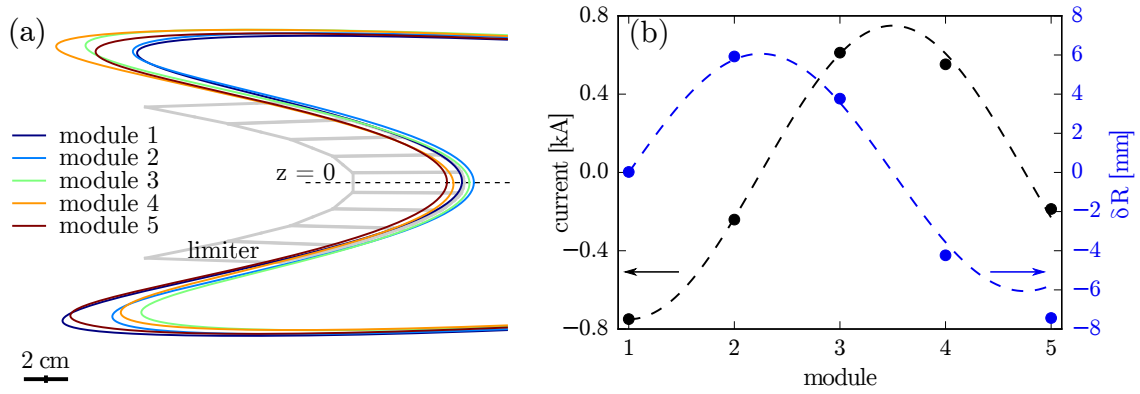 (a)
module 1
module 2
module 3
module 4
module 5
z = 0
limiter
2 cm
(b)
0.8
0.4
0.0
−0.4
−0.8
current [kA]
8
6
4
2
0
−2
−4
−6
−8
δR [mm]
1 2 3 4 5
module